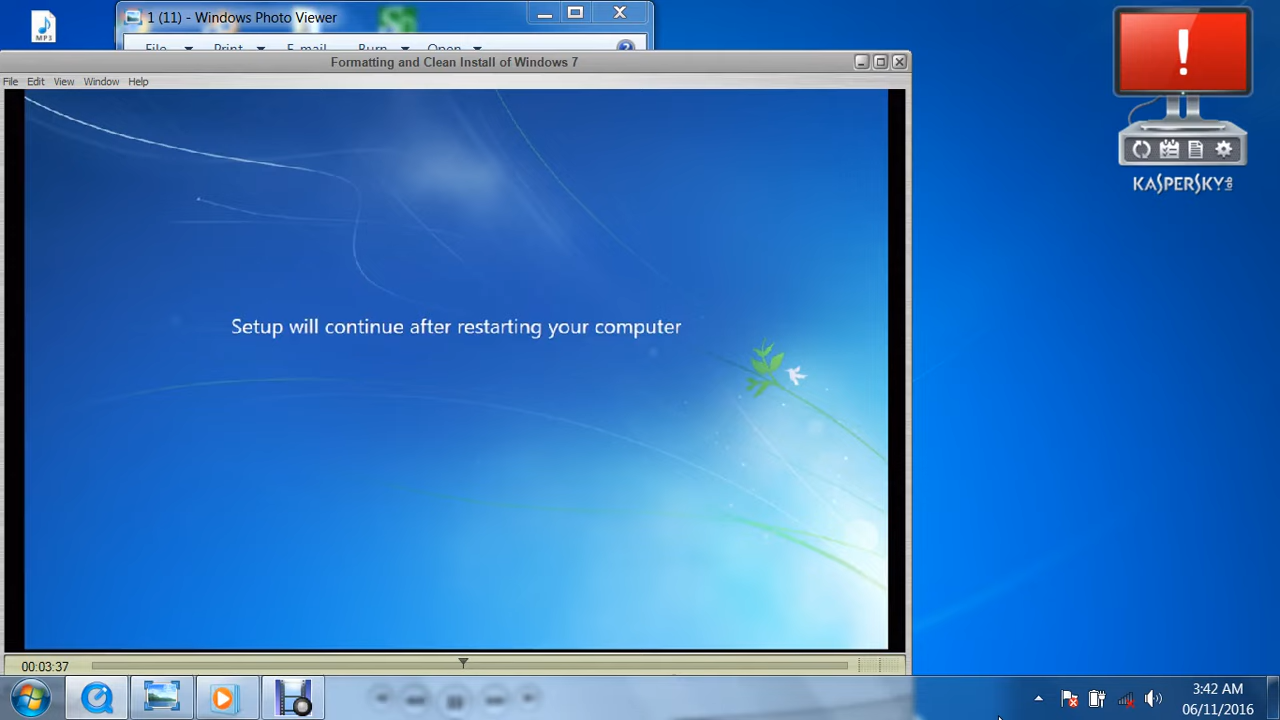 MP3
1 (11) - Windows Photo Viewer
File Print E-mail Burn Open
Formatting and Clean Install of Windows 7
File Edit View Window Help
Setup will continue after restarting your computer
00:03:37
!
KASPERSKY lab
3:42 AM
06/11/2016